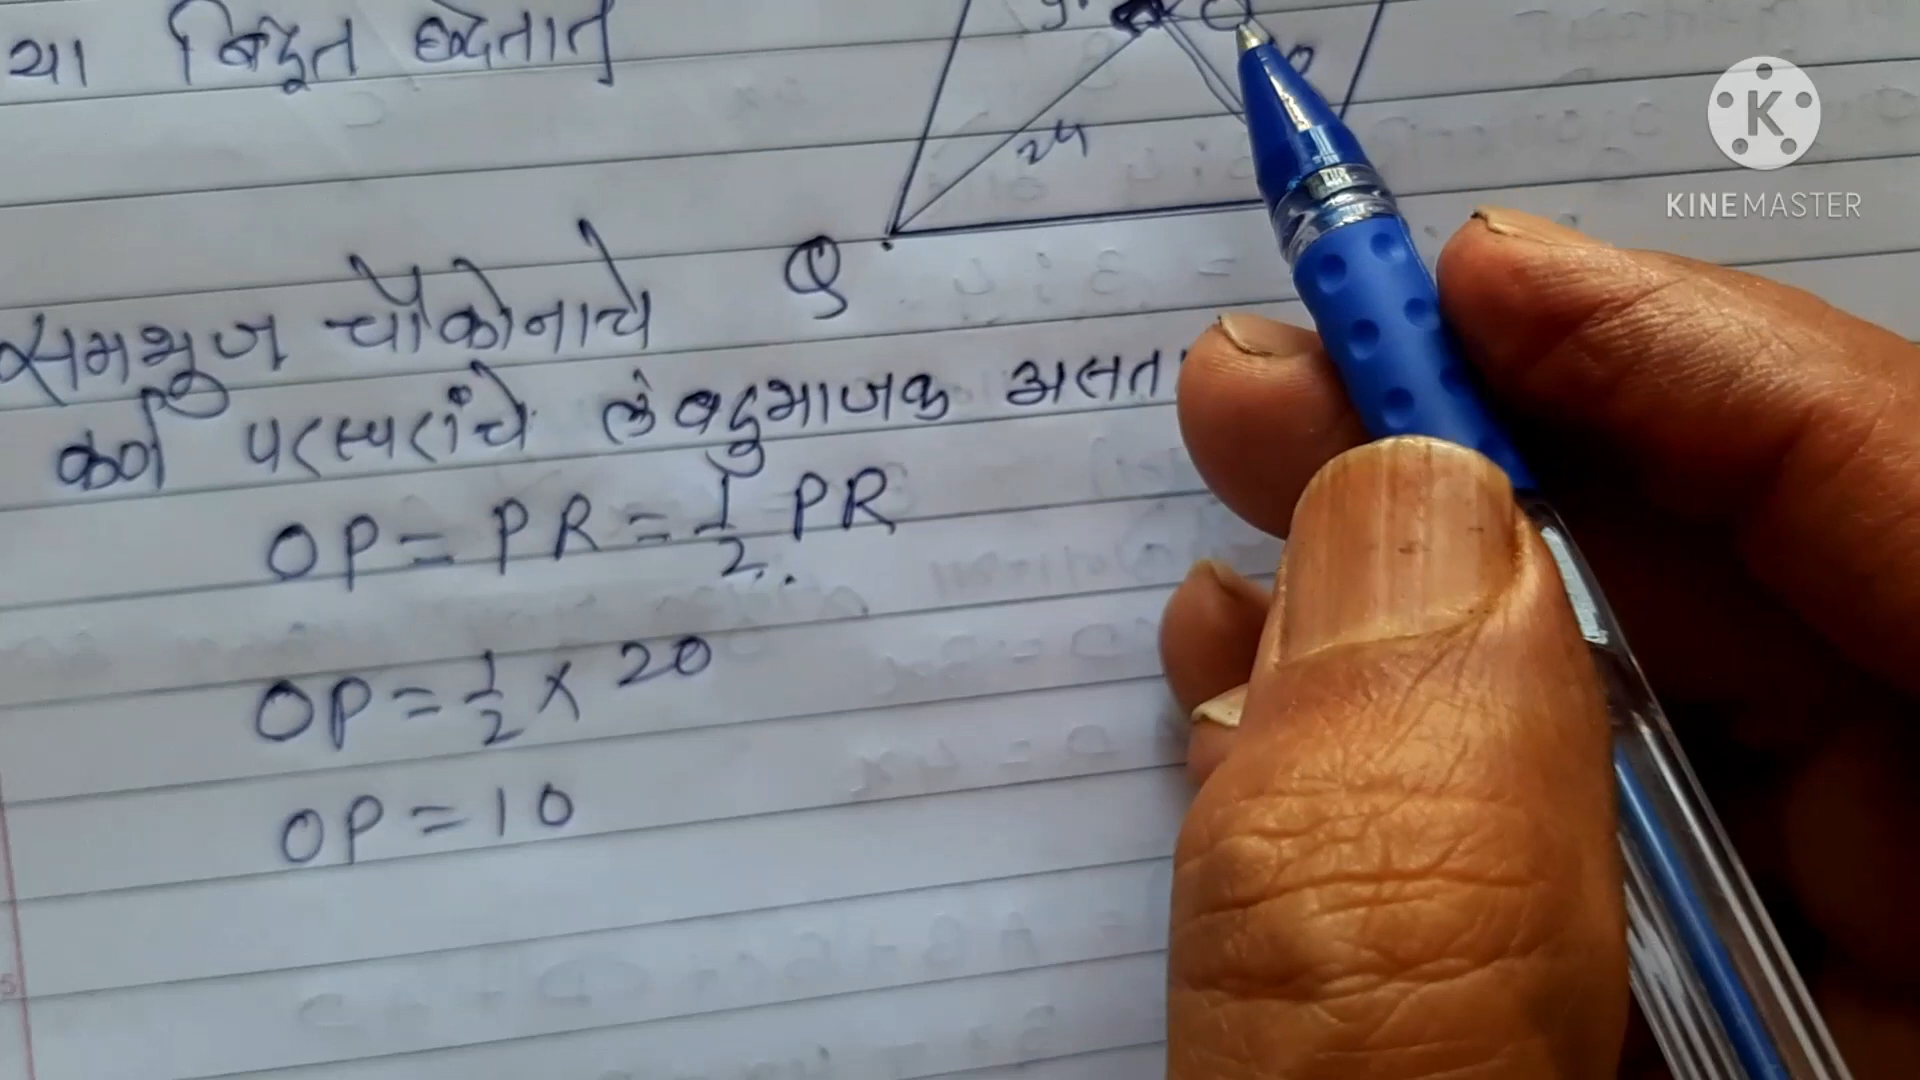 या बिंदूत छेदतात
24
Q
समभूज चौकोनाचे
कर्ण परस्परांचे लंबदुभाजक असता
OP = PR = 1/2 PR
OP = 1/2 × 20
OP = 10
K
KINEMASTER